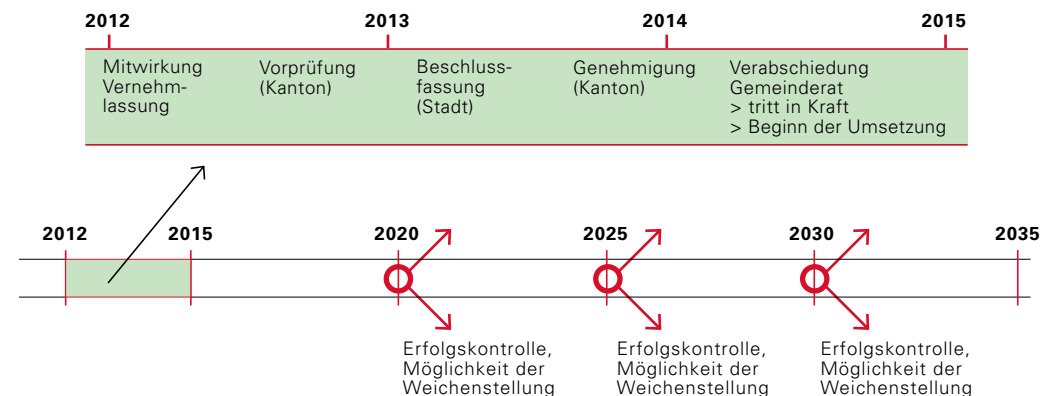 2012 2013 2014 2015
Mitwirkung
Vernehm-
lassung
Vorprüfung
(Kanton)
Beschluss-
fassung
(Stadt)
Genehmigung
(Kanton)
Verabschiedung
Gemeinderat
> tritt in Kraft
> Beginn der Umsetzung
2012 2015 2020 2025 2030 2035
Erfolgskontrolle,
Möglichkeit der
Weichenstellung
Erfolgskontrolle,
Möglichkeit der
Weichenstellung
Erfolgskontrolle,
Möglichkeit der
Weichenstellung